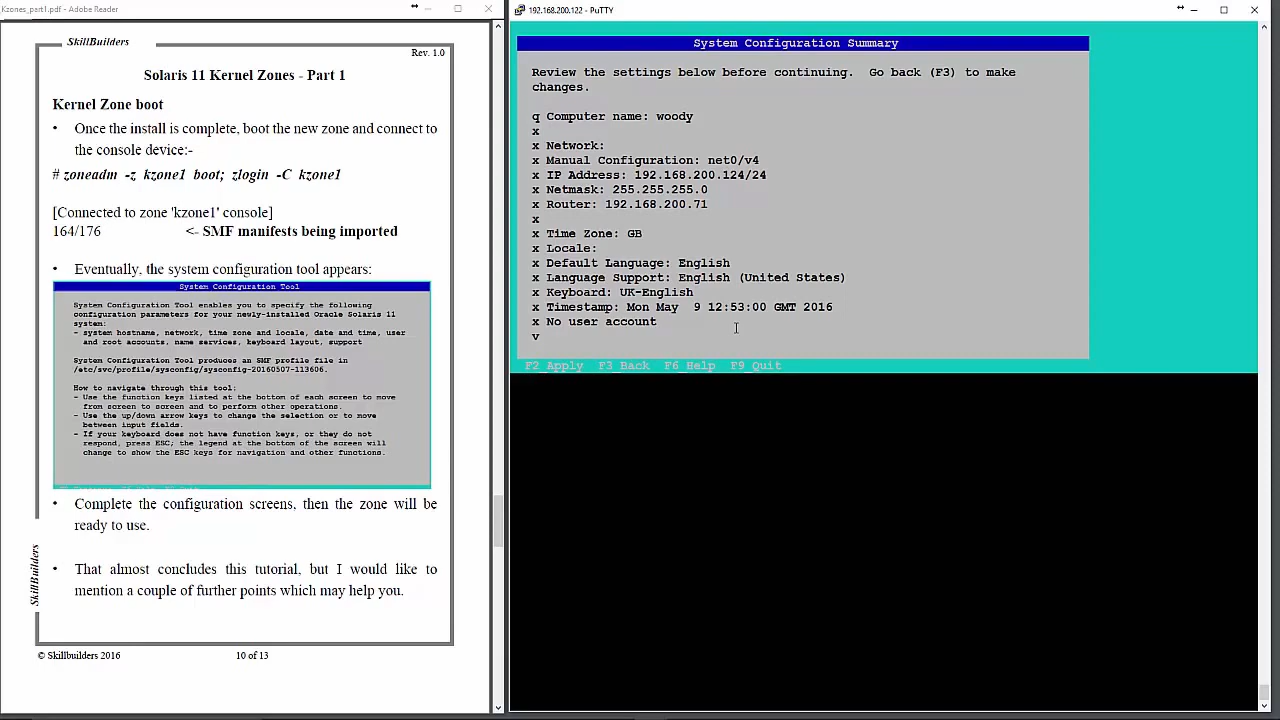 _Kzones_part1.pdf - Adobe Reader
SkillBuilders
Rev. 1.0
Solaris 11 Kernel Zones - Part 1
Kernel Zone boot
• Once the install is complete, boot the new zone and connect to
the console device:-
# zoneadm -z kzone1 boot; zlogin -C kzone1
[Connected to zone 'kzone1' console]
164/176 <- SMF manifests being imported
• Eventually, the system configuration tool appears:
System Configuration Tool
System Configuration Tool enables you to specify the following
configuration parameters for your newly-installed Oracle Solaris 11
system:
- system hostname, network, time zone and locale, date and time, user
and root accounts, name services, keyboard layout, support
System Configuration Tool produces an SMF profile file in
/etc/svc/profile/sysconfig/sysconfig-20160507-113606.
How to navigate through this tool:
- Use the function keys listed at the bottom of each screen to move
from screen to screen and to perform other operations.
- Use the up/down arrow keys to change the selection or to move
between input fields.
- If your keyboard does not have function keys, or they do not
respond, press ESC; the legend at the bottom of the screen will
change to show the ESC keys for navigation and other functions.
• Complete the configuration screens, then the zone will be
ready to use.
• That almost concludes this tutorial, but I would like to
mention a couple of further points which may help you.
SkillBuilders
© Skillbuilders 2016
10 of 13
192.168.200.122 - PuTTY
System Configuration Summary
Review the settings below before continuing. Go back (F3) to make
changes.
q Computer name: woody
x
x Network:
x Manual Configuration: net0/v4
x IP Address: 192.168.200.124/24
x Netmask: 255.255.255.0
x Router: 192.168.200.71
x
x Time Zone: GB
x Locale:
x Default Language: English
x Language Support: English (United States)
x Keyboard: UK-English
x Timestamp: Mon May 9 12:53:00 GMT 2016
x No user account
v
F2 Apply F3 Back F6 Help F9 Quit